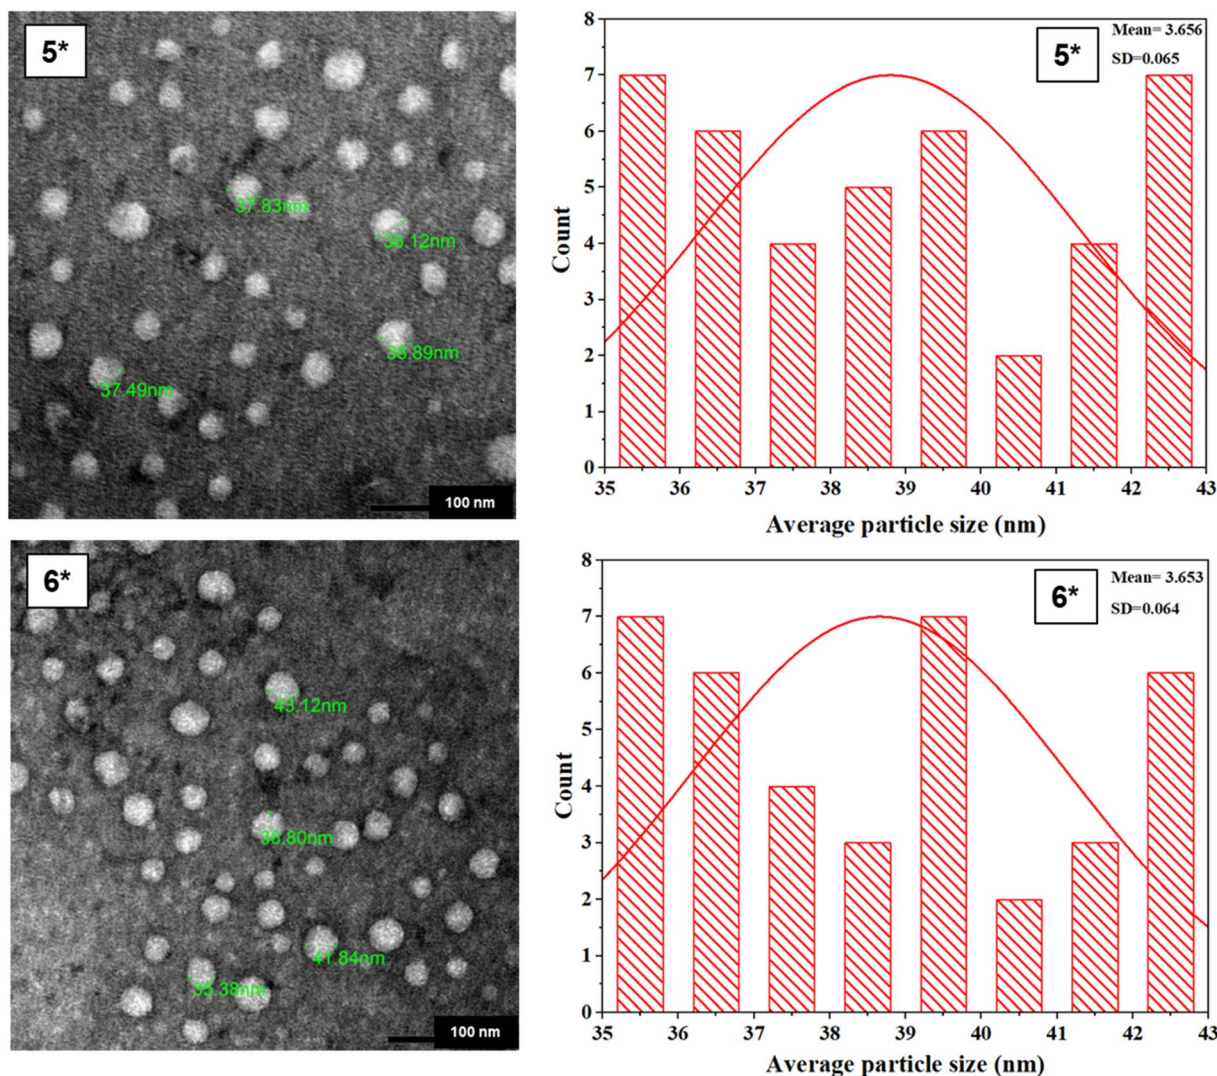 5*
37.83nm
38.12nm
38.89nm
37.49nm
100 nm
5*
Mean= 3.656
SD=0.065
Count
8
7
6
5
4
3
2
1
0
35 36 37 38 39 40 41 42 43
Average particle size (nm)
6*
43.12nm
41.84nm
35.38nm
100 nm
6*
Mean= 3.653
SD=0.064
Count
8
7
6
5
4
3
2
1
0
35 36 37 38 39 40 41 42 43
Average particle size (nm)